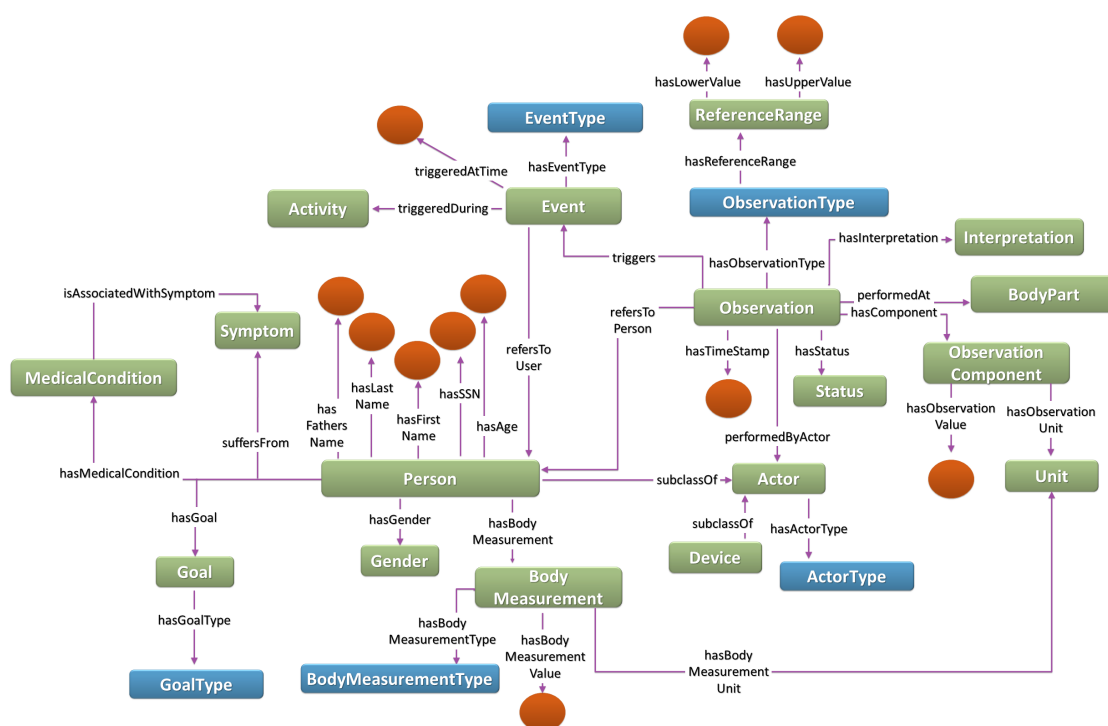 hasLowerValue
hasUpperValue
ReferenceRange
EventType
hasReferenceRange
hasEventType
triggeredAtTime
ObservationType
Activity
triggeredDuring
Event
Interpretation
hasInterpretation
triggers
hasObservationType
isAssociatedWithSymptom
performedAt
BodyPart
Observation
hasComponent
Symptom
refersTo
Person
hasTimeStamp
hasStatus
Observation
Component
refersTo
User
MedicalCondition
Status
hasLast
Name
hasSSN
has
Fathers
Name
hasFirst
Name
hasAge
hasObservation
Value
hasObservation
Unit
suffersFrom
performedByActor
hasMedicalCondition
Person
subclassOf
Actor
Unit
hasGoal
hasGender
hasBody
Measurement
subclassOf
hasActorType
Goal
Gender
Device
Body
Measurement
ActorType
hasGoalType
hasBody
MeasurementType
hasBody
Measurement
Value
hasBody
Measurement
Unit
GoalType
BodyMeasurementType